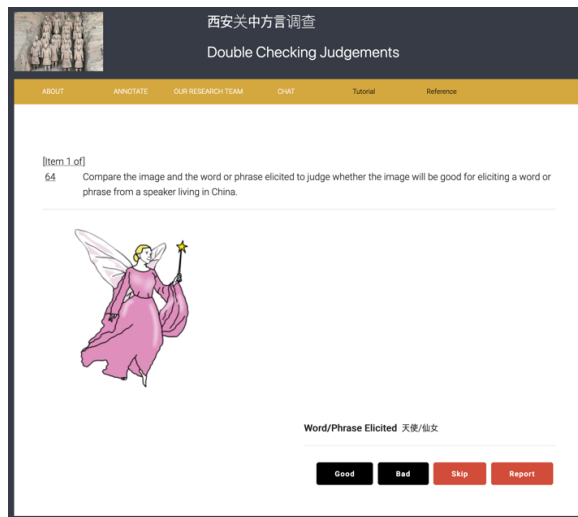 西安关中方言调查
Double Checking Judgements
ABOUT ANNOTATE OUR RESEARCH TEAM CHAT Tutorial Reference
[Item 1 of]
64 Compare the image and the word or phrase elicited to judge whether the image will be good for eliciting a word or
phrase from a speaker living in China.
Word/Phrase Elicited 天使/仙女
Good Bad Skip Report